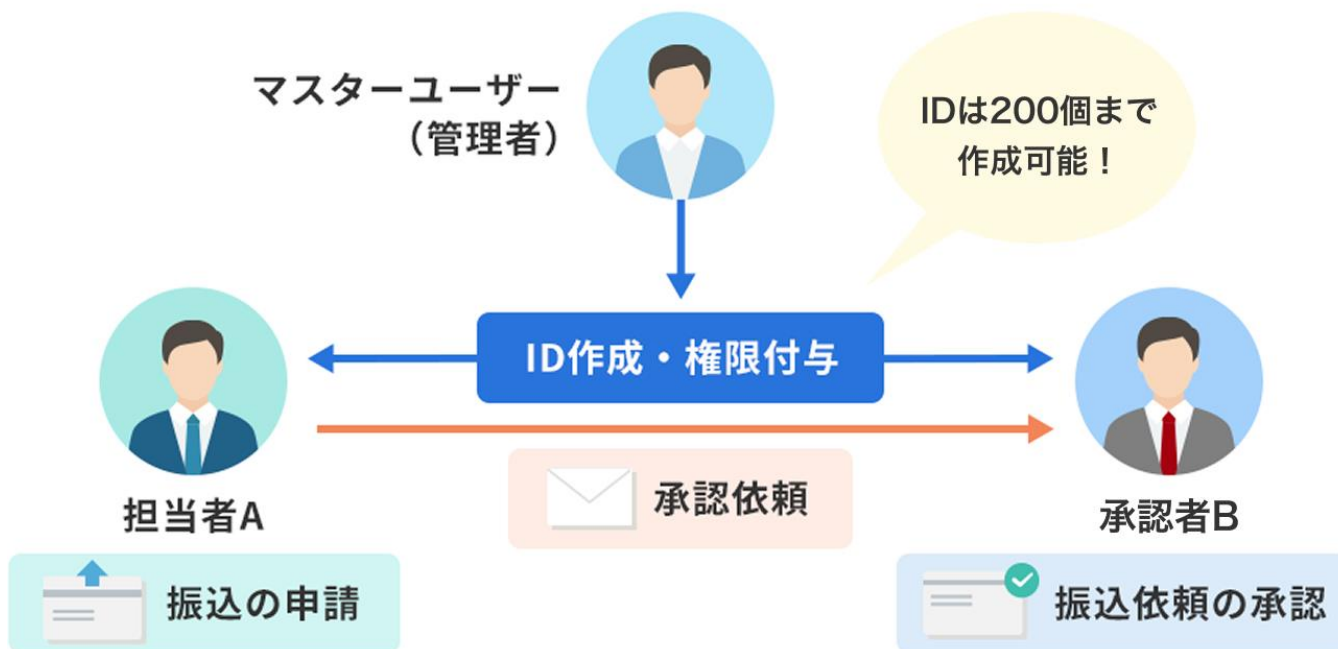 マスターユーザー
（管理者）
IDは200個まで
作成可能！
ID作成・権限付与
承認依頼
担当者A
承認者B
振込の申請
振込依頼の承認